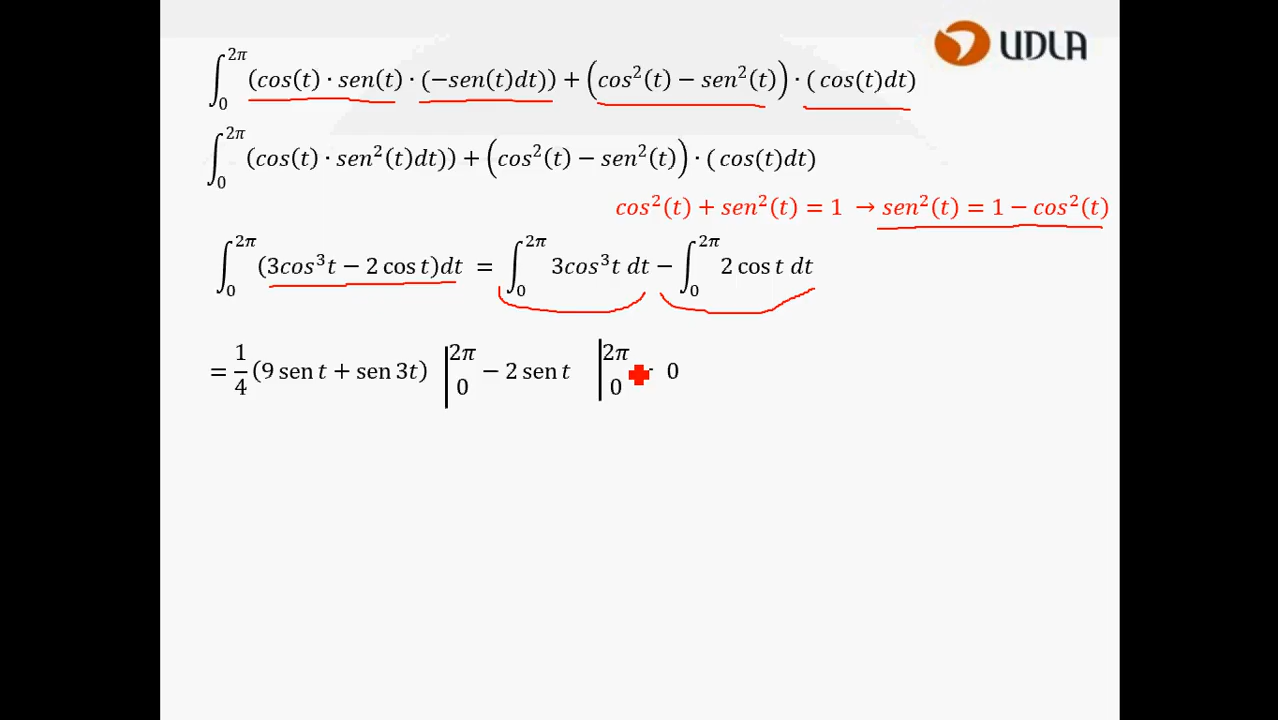 UDLA
∫₀^2π (cos(t) · sen(t) · (−sen(t)dt)) + (cos²(t) − sen²(t)) · ( cos(t)dt)
∫₀^2π (cos(t) · sen²(t)dt)) + (cos²(t) − sen²(t)) · ( cos(t)dt)
cos²(t) + sen²(t) = 1 → sen²(t) = 1 − cos²(t)
∫₀^2π (3cos³t − 2 cos t)dt = ∫₀^2π 3cos³t dt − ∫₀^2π 2 cos t dt
= 1/4 (9 sen t + sen 3t) |₀^2π − 2 sen t |₀^2π 0